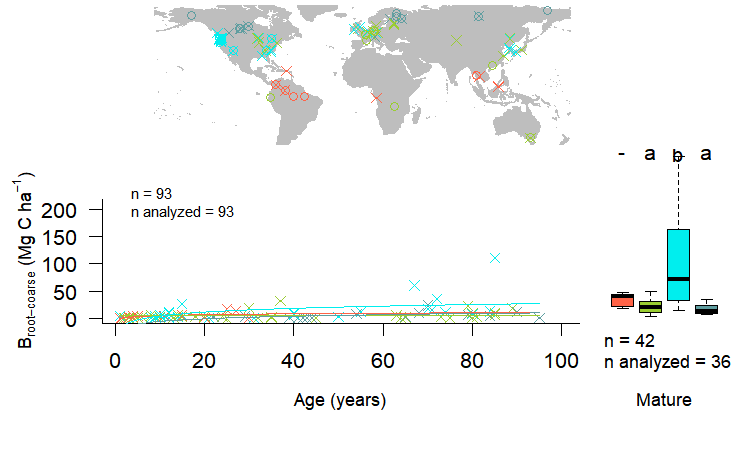 - a b a
n = 93
n analyzed = 93
200
150
100
50
0
B root−coarse (Mg C ha −1)
0 20 40 60 80 100
Age (years)
n = 42
n analyzed = 36
Mature